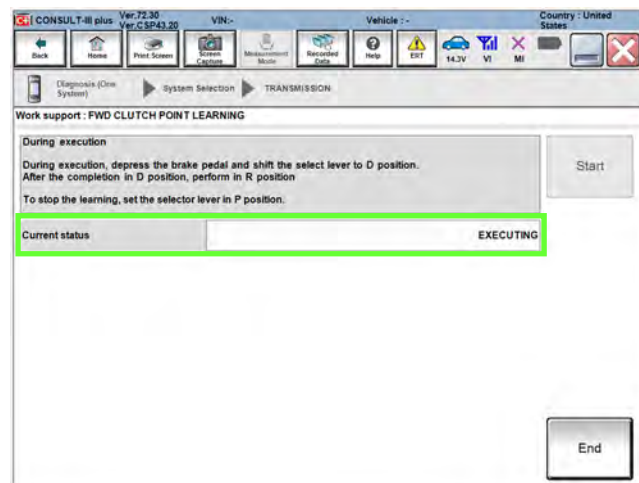 CONSULT-III plus Ver.72.30 VIN:- Vehicle : - Country : United
Ver.CSP43.20 States
Back Home Print Screen Screen Capture Measurement Mode Recorded Data Help ERT 14.3V VI MI
Diagnosis (One System) System Selection TRANSMISSION
Work support : FWD CLUTCH POINT LEARNING
During execution
During execution, depress the brake pedal and shift the select lever to D position.
After the completion in D position, perform in R position
To stop the learning, set the selector lever in P position.
Start
Current status EXECUTING
End